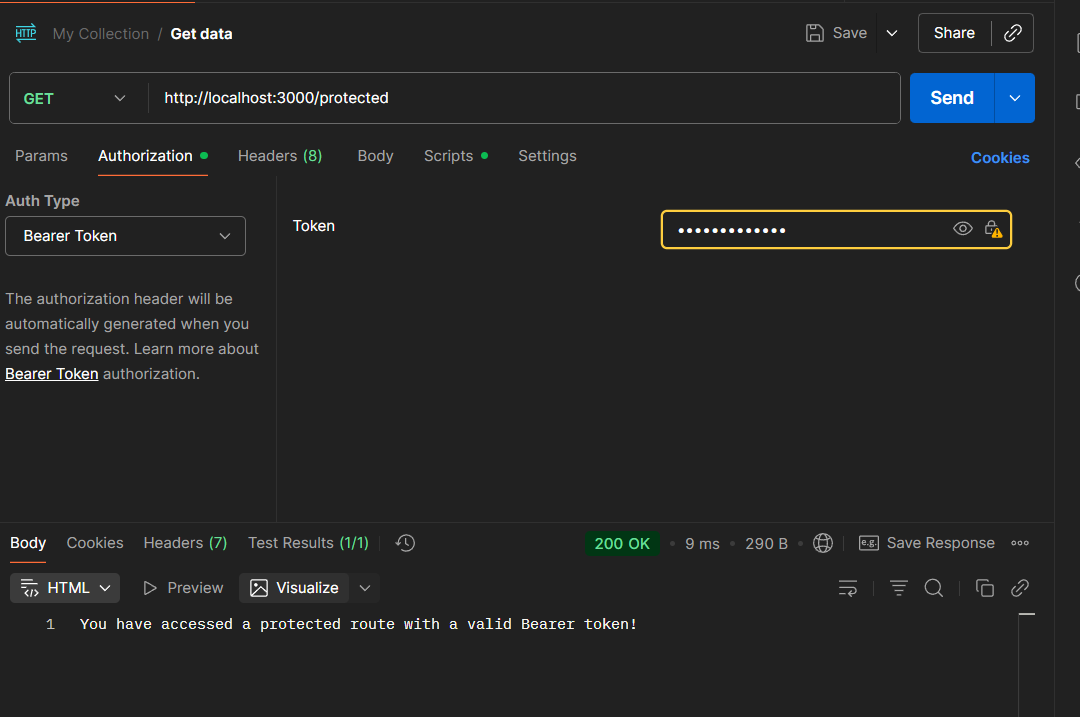 HTTP My Collection / Get data Save Share
GET http://localhost:3000/protected Send
Params Authorization Headers (8) Body Scripts Settings Cookies
Auth Type
Bearer Token
Token
•••••••••••••
The authorization header will be
automatically generated when you
send the request. Learn more about
Bearer Token authorization.
Body Cookies Headers (7) Test Results (1/1) 200 OK • 9 ms • 290 B • e.g. Save Response
HTML Preview Visualize
1 You have accessed a protected route with a valid Bearer token!